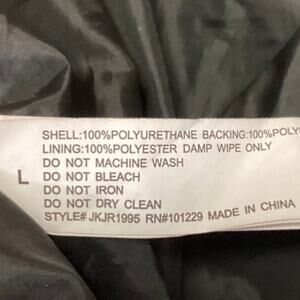 SHELL:100%POLYURETHANE BACKING:100%POLY
LINING:100%POLYESTER DAMP WIPE ONLY
DO NOT MACHINE WASH
L DO NOT BLEACH
DO NOT IRON
DO NOT DRY CLEAN
STYLE# JKJR1995 RN#101229 MADE IN CHINA